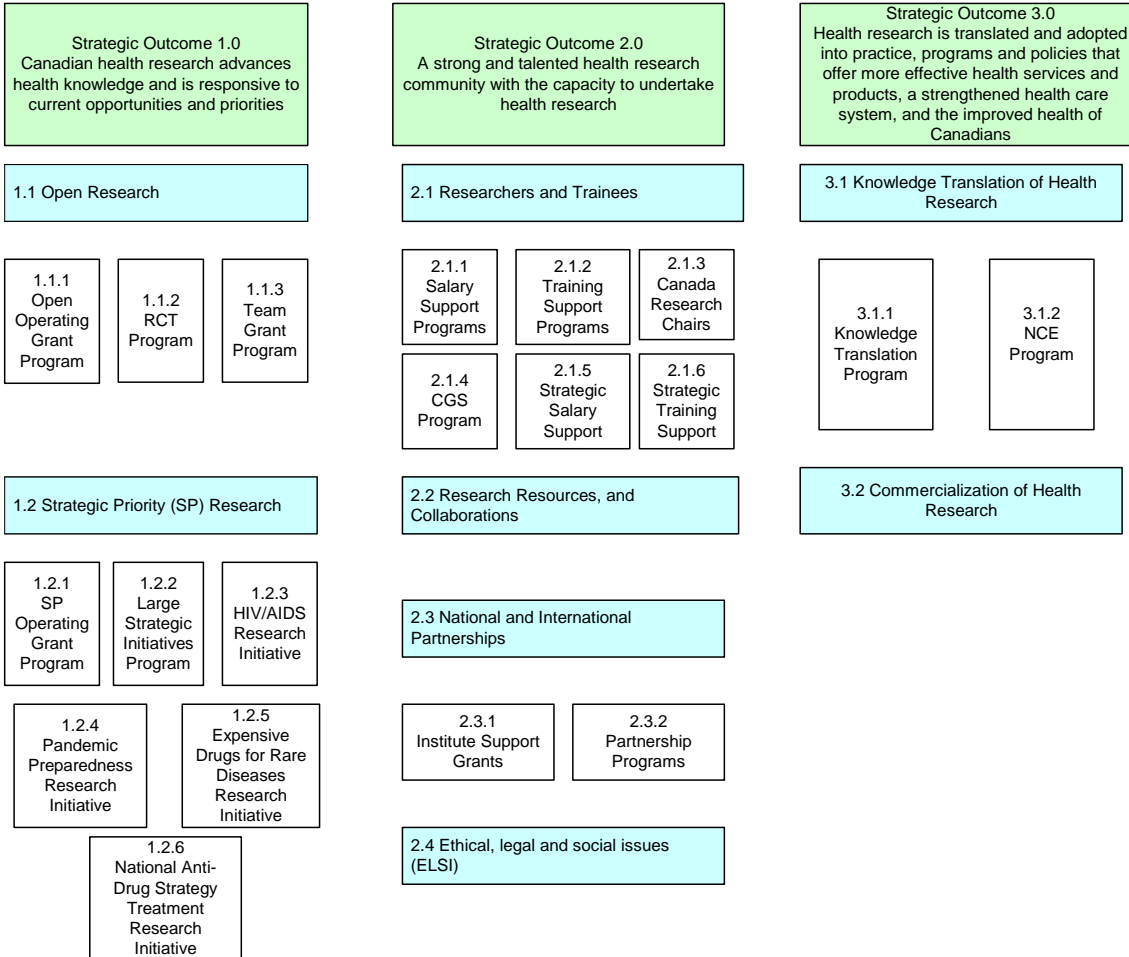 Strategic Outcome 1.0
Canadian health research advances
health knowledge and is responsive to
current opportunities and priorities
Strategic Outcome 2.0
A strong and talented health research
community with the capacity to undertake
health research
Strategic Outcome 3.0
Health research is translated and adopted
into practice, programs and policies that
offer more effective health services and
products, a strengthened health care
system, and the improved health of
Canadians
1.1 Open Research
2.1 Researchers and Trainees
3.1 Knowledge Translation of Health
Research
1.1.1
Open
Operating
Grant
Program
1.1.2
RCT
Program
1.1.3
Team
Grant
Program
2.1.1
Salary
Support
Programs
2.1.2
Training
Support
Programs
2.1.3
Canada
Research
Chairs
3.1.1
Knowledge
Translation
Program
3.1.2
NCE
Program
2.1.4
CGS
Program
2.1.5
Strategic
Salary
Support
2.1.6
Strategic
Training
Support
1.2 Strategic Priority (SP) Research
2.2 Research Resources, and
Collaborations
3.2 Commercialization of Health
Research
1.2.1
SP
Operating
Grant
Program
1.2.2
Large
Strategic
Initiatives
Program
1.2.3
HIV/AIDS
Research
Initiative
2.3 National and International
Partnerships
1.2.4
Pandemic
Preparedness
Research
Initiative
1.2.5
Expensive
Drugs for Rare
Diseases
Research
Initiative
2.3.1
Institute Support
Grants
2.3.2
Partnership
Programs
2.4 Ethical, legal and social issues
(ELSI)
1.2.6
National Anti-
Drug Strategy
Treatment
Research
Initiative